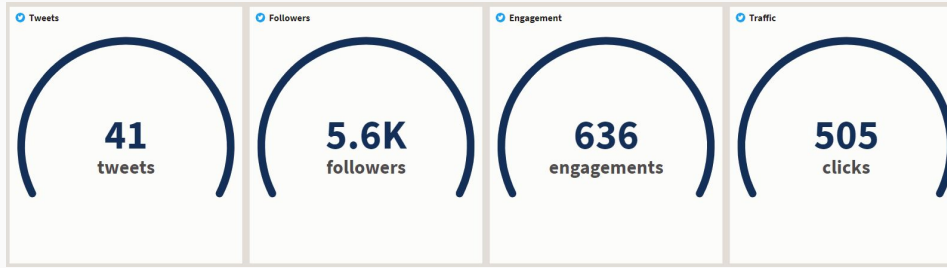 Tweets
41
tweets
Followers
5.6K
followers
Engagement
636
engagements
Traffic
505
clicks